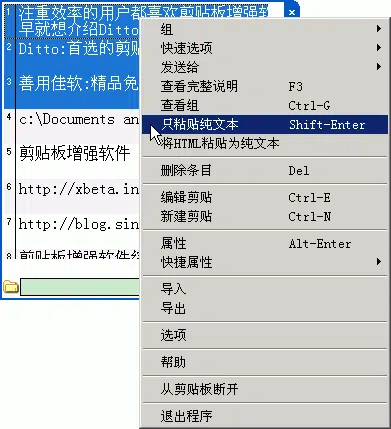 1 注重效率的用户都喜欢剪贴板增强
早就想介绍Ditto
2 Ditto:首选的剪贴
3 善用佳软:精品免
4 c:\Documents an
5 剪贴板增强软件
6 http://xbeta.in
7 http://blog.sin
8 剪贴板增强软件
组
快速选项
发送给
查看完整说明 F3
查看组 Ctrl-G
只粘贴纯文本 Shift-Enter
将HTML粘贴为纯文本
删除条目 Del
编辑剪贴 Ctrl-E
新建剪贴 Ctrl-N
属性 Alt-Enter
快捷属性
导入
导出
选项
帮助
从剪贴板断开
退出程序